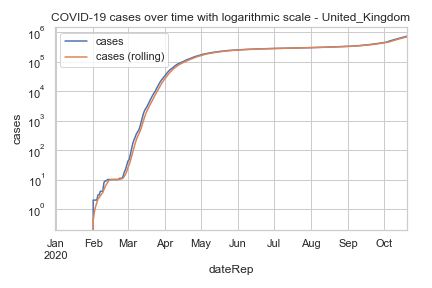 COVID-19 cases over time with logarithmic scale - United_Kingdom
cases
cases (rolling)
10^6
10^5
10^4
10^3
10^2
10^1
10^0
cases
Jan Feb Mar Apr May Jun Jul Aug Sep Oct
2020
dateRep